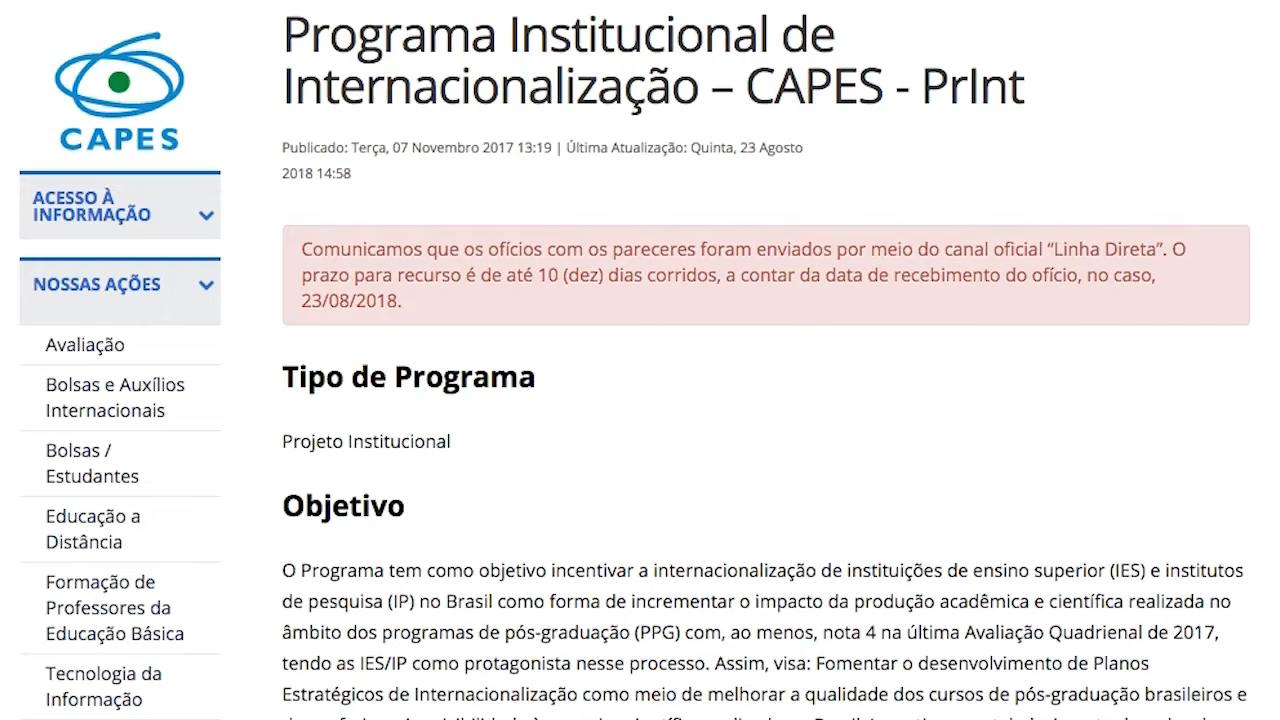 CAPES
ACESSO À
INFORMAÇÃO
NOSSAS AÇÕES
Avaliação
Bolsas e Auxílios
Internacionais
Bolsas /
Estudantes
Educação a
Distância
Formação de
Professores da
Educação Básica
Tecnologia da
Informação
Programa Institucional de
Internacionalização – CAPES - PrInt
Publicado: Terça, 07 Novembro 2017 13:19 | Última Atualização: Quinta, 23 Agosto
2018 14:58
Comunicamos que os ofícios com os pareceres foram enviados por meio do canal oficial “Linha Direta”. O
prazo para recurso é de até 10 (dez) dias corridos, a contar da data de recebimento do ofício, no caso,
23/08/2018.
Tipo de Programa
Projeto Institucional
Objetivo
O Programa tem como objetivo incentivar a internacionalização de instituições de ensino superior (IES) e institutos
de pesquisa (IP) no Brasil como forma de incrementar o impacto da produção acadêmica e científica realizada no
âmbito dos programas de pós-graduação (PPG) com, ao menos, nota 4 na última Avaliação Quadrienal de 2017,
tendo as IES/IP como protagonista nesse processo. Assim, visa: Fomentar o desenvolvimento de Planos
Estratégicos de Internacionalização como meio de melhorar a qualidade dos cursos de pós-graduação brasileiros e